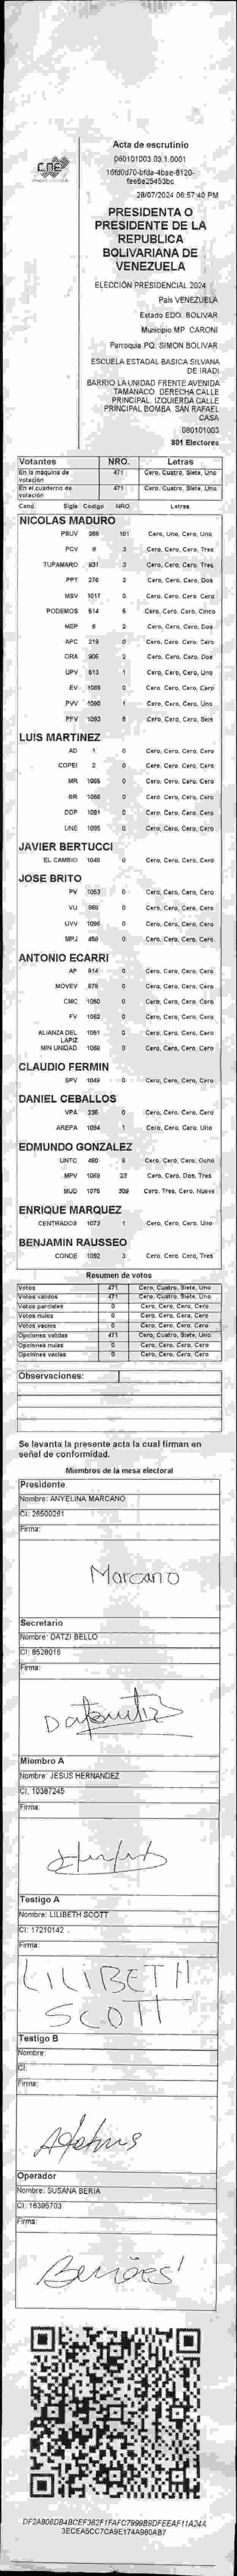 CNE
Acta de escrutinio
060101003.03.1.0001
28/07/2024 06:57:40 PM
PRESIDENTA O
PRESIDENTE DE LA
REPUBLICA
BOLIVARIANA DE
VENEZUELA
ELECCIÓN PRESIDENCIAL 2024
País VENEZUELA
Estado EDO. BOLIVAR
Municipio MP. CARONI
Parroquia PQ. SIMON BOLIVAR
ESCUELA ESTADAL BASICA SILVANA
DE IRADI
BARRIO LA UNIDAD FRENTE AVENIDA
TAMANACO. DERECHA CALLE
PRINCIPAL. IZQUIERDA CALLE
PRINCIPAL BOMBA SAN RAFAEL
CASA
060101003
801 Electores
Votantes NRO. Letras
En la máquina de votación 471 Cero, Cuatro, Siete, Uno
En el cuaderno de votación 471 Cero, Cuatro, Siete, Uno
Cand. Sigla Codigo NRO. Letras
NICOLAS MADURO
PSUV 269 101 Cero, Uno, Cero, Uno
PCV 8 3 Cero, Cero, Cero, Tres
TUPAMARO 931 3 Cero, Cero, Cero, Tres
PPT 276 2 Cero, Cero, Cero, Dos
MSV 1017 0 Cero, Cero, Cero, Cero
PODEMOS 514 5 Cero, Cero, Cero, Cinco
MEP 6 2 Cero, Cero, Cero, Dos
APC 219 0 Cero, Cero, Cero, Cero
ORA 906 2 Cero, Cero, Cero, Dos
UPV 613 1 Cero, Cero, Cero, Uno
EV 1089 0 Cero, Cero, Cero, Cero
PVV 1090 1 Cero, Cero, Cero, Uno
PFV 1093 6 Cero, Cero, Cero, Seis
LUIS MARTINEZ
AD 1 0 Cero, Cero, Cero, Cero
COPEI 2 0 Cero, Cero, Cero, Cero
MR 1065 0 Cero, Cero, Cero, Cero
BR 1066 0 Cero, Cero, Cero, Cero
DDP 1091 0 Cero, Cero, Cero, Cero
UNE 1095 0 Cero, Cero, Cero, Cero
JAVIER BERTUCCI
EL CAMBIO 1048 0 Cero, Cero, Cero, Cero
JOSE BRITO
PV 1053 0 Cero, Cero, Cero, Cero
VU 968 0 Cero, Cero, Cero, Cero
UVV 1096 0 Cero, Cero, Cero, Cero
MPJ 459 0 Cero, Cero, Cero, Cero
ANTONIO ECARRI
AP 914 0 Cero, Cero, Cero, Cero
MOVEV 879 0 Cero, Cero, Cero, Cero
CMC 1050 0 Cero, Cero, Cero, Cero
FV 1062 0 Cero, Cero, Cero, Cero
ALIANZA DEL LAPIZ 1051 0 Cero, Cero, Cero, Cero
MIN UNIDAD 1069 0 Cero, Cero, Cero, Cero
CLAUDIO FERMIN
SPV 1049 0 Cero, Cero, Cero, Cero
DANIEL CEBALLOS
VPA 236 0 Cero, Cero, Cero, Cero
AREPA 1094 1 Cero, Cero, Cero, Uno
EDMUNDO GONZALEZ
UNTC 480 8 Cero, Cero, Cero, Ocho
MPV 1069 23 Cero, Cero, Dos, Tres
MUD 1075 309 Cero, Tres, Cero, Nueve
ENRIQUE MARQUEZ
CENTRADOS 1073 1 Cero, Cero, Cero, Uno
BENJAMIN RAUSSEO
CONDE 1092 3 Cero, Cero, Cero, Tres
Resumen de votos
Votos 471 Cero, Cuatro, Siete, Uno
Votos válidos 471 Cero, Cuatro, Siete, Uno
Votos parciales 0 Cero, Cero, Cero, Cero
Votos nulos 0 Cero, Cero, Cero, Cero
Votos vacíos 0 Cero, Cero, Cero, Cero
Opciones válidas 471 Cero, Cuatro, Siete, Uno
Opciones nulas 0 Cero, Cero, Cero, Cero
Opciones vacías 0 Cero, Cero, Cero, Cero
Observaciones:
Se levanta la presente acta la cual firman en
señal de conformidad.
Miembros de la mesa electoral
Presidente
Nombre: ANYELINA MARCANO
CI: 26500261
Firma:
Marcano
Secretario
Nombre: DATZI BELLO
CI: 8528016
Firma:
Miembro A
Nombre: JESUS HERNANDEZ
CI: 10387245
Firma:
Testigo A
Nombre: LILIBETH SCOTT
CI: 17210142
Firma:
LILIBETH
SCOTT
Testigo B
Nombre:
CI:
Firma:
Operador
Nombre: SUSANA BERIA
CI: 16395703
Firma: